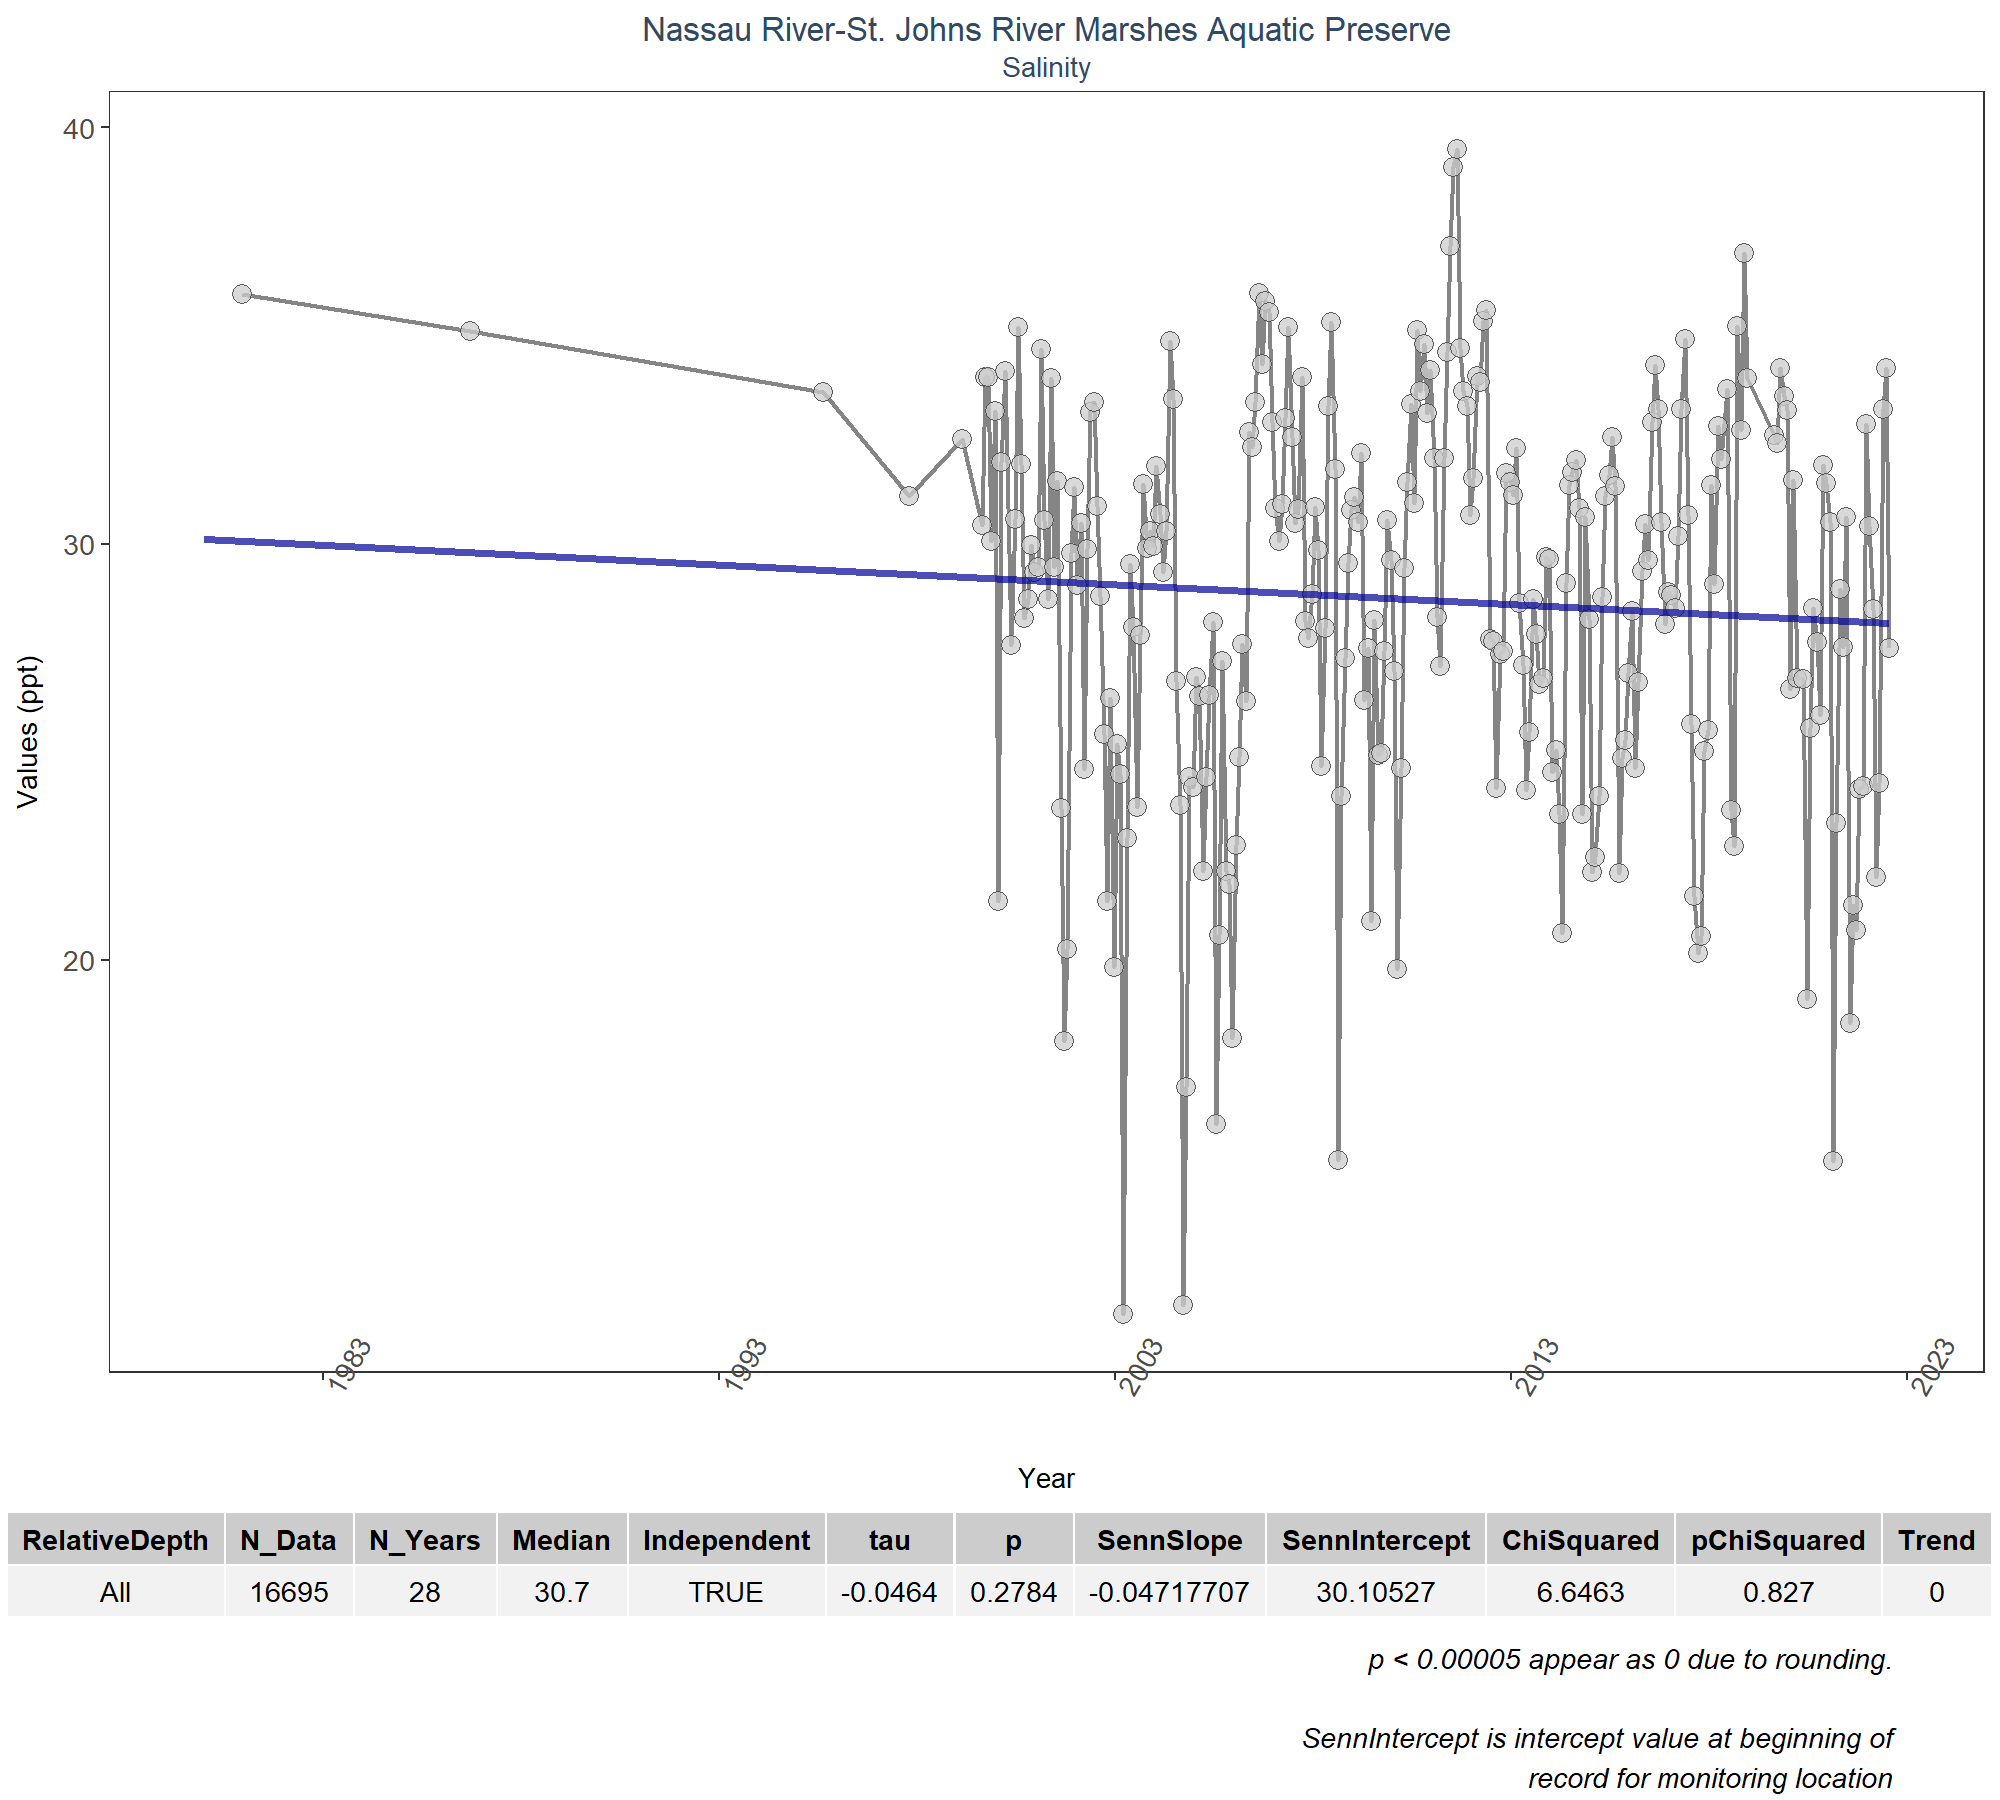 Nassau River-St. Johns River Marshes Aquatic Preserve
Salinity
40
30
20
Values (ppt)
1983
1993
2003
2013
2023
Year
RelativeDepth N_Data N_Years Median Independent tau p SennSlope SennIntercept ChiSquared pChiSquared Trend
All 16695 28 30.7 TRUE -0.0464 0.2784 -0.04717707 30.10527 6.6463 0.827 0
p < 0.00005 appear as 0 due to rounding.
SennIntercept is intercept value at beginning of
record for monitoring location